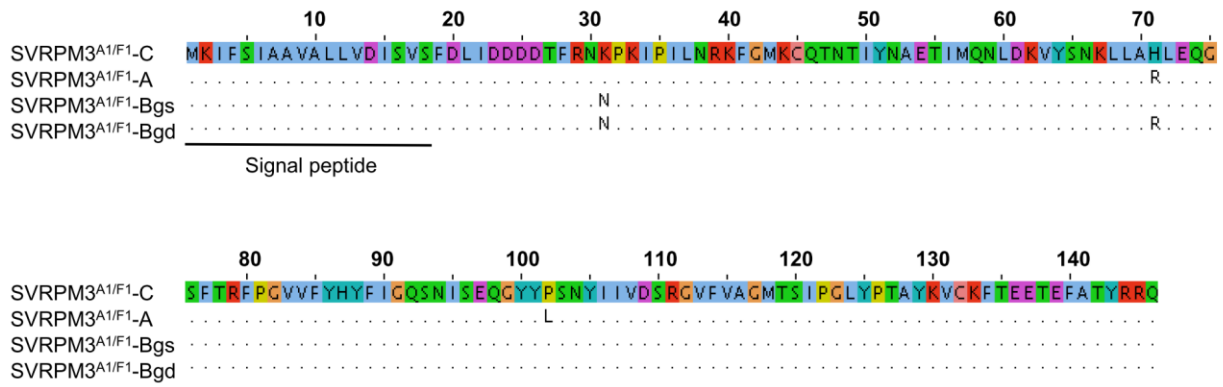 10 20 30 40 50 60 70
SVRPM3A1/F1-C MKIFSIAAVALLVDISVSFDLIDDDDTFRNKPKIPILNRKFGMKCQTNTIYNAETIMQNLDKVYSNKLLAHLEQG
SVRPM3A1/F1-A ......................................................................R....
SVRPM3A1/F1-Bgs ..............................N............................................
SVRPM3A1/F1-Bgd ..............................N.......................................R....
Signal peptide
80 90 100 110 120 130 140
SVRPM3A1/F1-C SFTRFPGVVFYHYFIGQSNISEQGYYPSNYIIVDSRGVFVAGMTSIPGLYPTAYKVCKFTEETEFATYRRQ
SVRPM3A1/F1-A ..........................L............................................
SVRPM3A1/F1-Bgs .......................................................................
SVRPM3A1/F1-Bgd .......................................................................